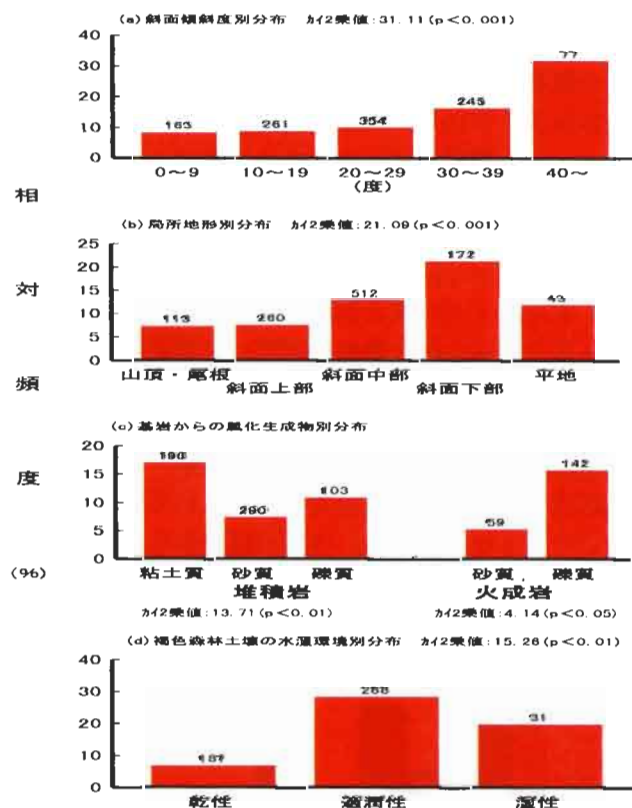 (a)斜面傾斜度別分布 カイ2乗値:31.11(p<0.001)
40
30
20
10
0
163
261
354
245
77
0~9
10~19
20~29
30~39
40~
(度)
(b)局所地形別分布 カイ2乗値:21.09(p<0.001)
25
20
15
10
5
0
113
260
512
172
43
山頂・尾根
斜面上部
斜面中部
斜面下部
平地
(c)基岩からの風化生成物別分布
20
15
10
5
0
290
103
59
142
粘土質
砂質
礫質
砂質
礫質
堆積岩
火成岩
カイ2乗値:13.71(p<0.01)
カイ2乗値:4.14(p<0.05)
(d)褐色森林土壌の水湿環境別分布 カイ2乗値:15.26(p<0.01)
40
30
20
10
0
31
乾性
適潤性
湿性
相
対
頻
度
(%)